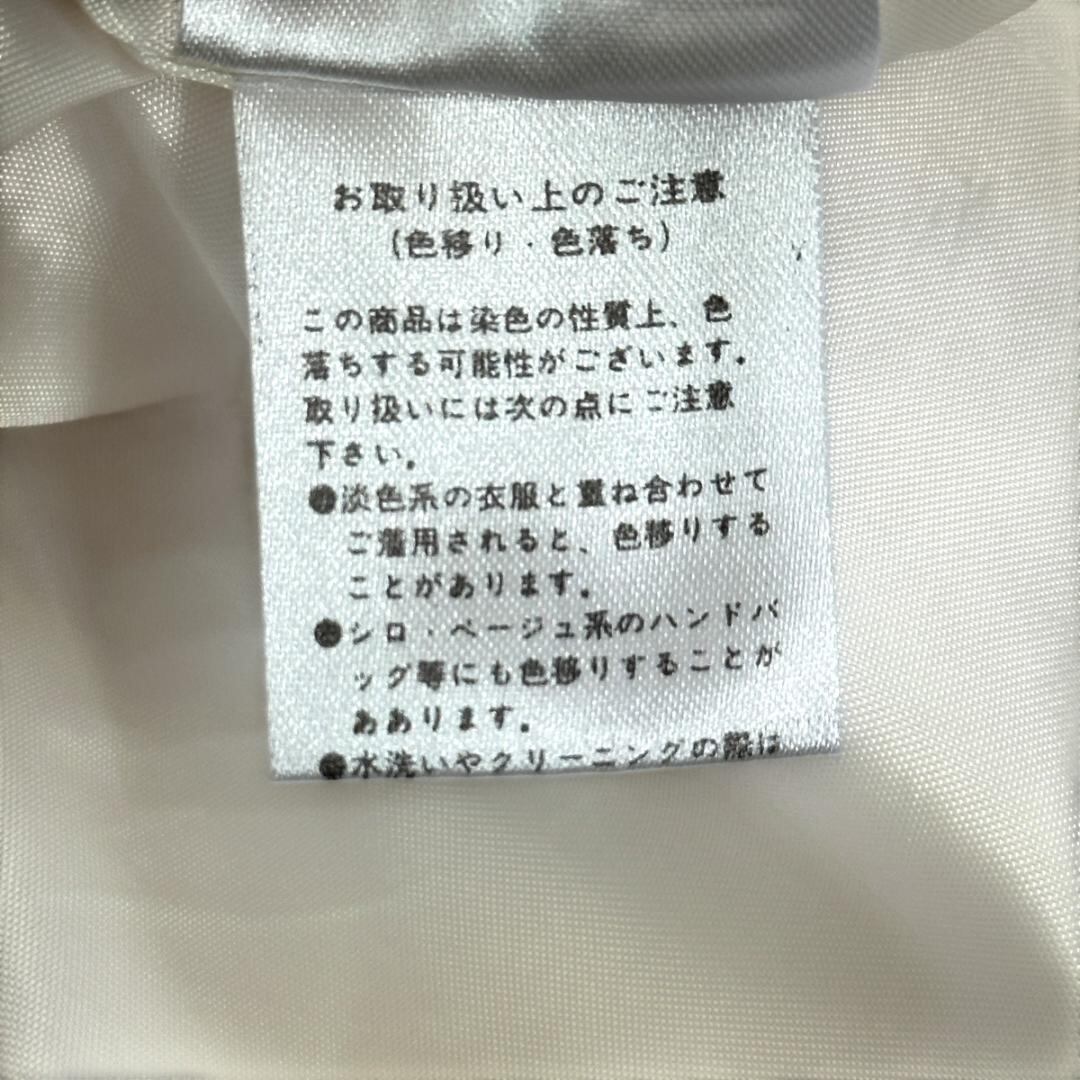 お取り扱い上のご注意
(色移り・色落ち)
この商品は染色の性質上、色
落ちする可能性がございます。
取り扱いには次の点にご注意
下さい。
●淡色系の衣服と重ね合わせて
ご着用されると、色移りする
ことがあります。
●シロ・ベージュ系のハンドバ
ッグ等にも色移りすることが
ああります。
●水洗いやクリーニングの際は